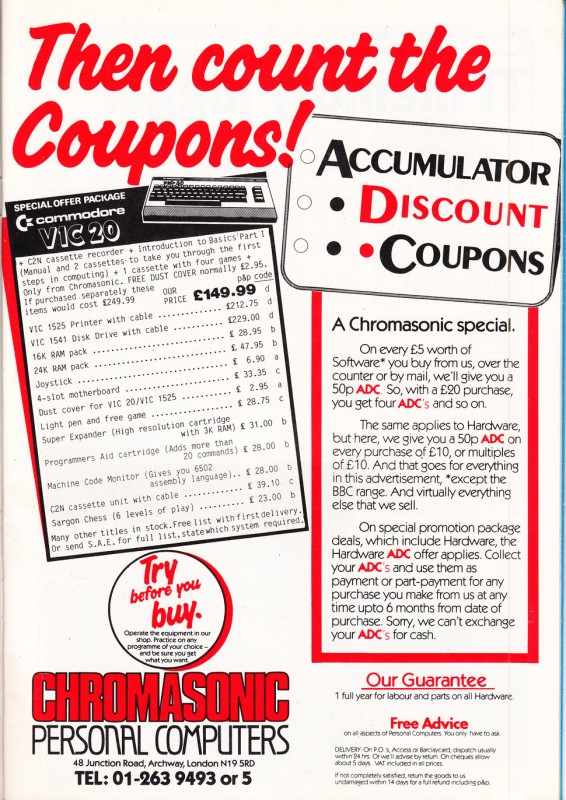 Then count the
Coupons!
ACCUMULATOR
DISCOUNT
COUPONS
SPECIAL OFFER PACKAGE
commodore
VIC 20
+ C2N cassette recorder + Introduction to Basics Part I
(Manual and 2 cassettes to take you through the first
steps in computing) + 1 cassette with four games +
Only from Chromasonic. FREE DUST COVER normally £2.95.
If purchased separately these
items would cost £249.99
OUR
PRICE £149.99 d
p&p code
VIC 1525 Printer with cable ............ £212.75 d
VIC 1541 Disk Drive with cable ......... £229.00 d
16K RAM pack ........................... £ 28.95 b
24K RAM pack ........................... £ 47.95 b
Joystick ............................... £ 6.90 a
4-slot motherboard ..................... £ 33.35 c
Dust cover for VIC 20/VIC 1525 ......... £ 2.95 a
Light pen and free game ................ £ 28.75 c
Super Expander (High resolution cartridge
with 3K RAM) £ 31.00 b
Programmers Aid cartridge (Adds more than
20 commands) £ 28.00 b
Machine Code Monitor (Gives you 6502
assembly language).. £ 28.00 b
C2N cassette unit with cable ........... £ 39.10 c
Sargon Chess (6 levels of play) ........ £ 23.00 b
Many other titles in stock. Free list with first delivery.
Or send S.A.E. for full list, state which system required.
A Chromasonic special.
On every £5 worth of
Software* you buy from us, over the
counter or by mail, we'll give you a
50p ADC. So, with a £20 purchase,
you get four ADC's and so on.
The same applies to Hardware,
but here, we give you a 50p ADC on
every purchase of £10, or multiples
of £10. And that goes for everything
in this advertisement, *except the
BBC range. And virtually everything
else that we sell.
On special promotion package
deals, which include Hardware, the
Hardware ADC offer applies. Collect
your ADC's and use them as
payment or part-payment for any
purchase you make from us at any
time upto 6 months from date of
purchase. Sorry, we can't exchange
your ADC's for cash.
Try
before you
buy.
Operate the equipment in our
shop. Practice on any
programme of your choice –
and be sure you get
what you want.
CHROMASONIC
PERSONAL COMPUTERS
48 Junction Road, Archway, London N19 5RD
TEL: 01-263 9493 or 5
Our Guarantee
1 full year for labour and parts on all Hardware.
Free Advice
on all aspects of Personal Computers. You only have to ask.
DELIVERY: On P.O.'s, Access or Barclaycard, dispatch usually
within 24 hrs. Or we'll advise by return. On cheques allow
about 5 days. VAT included in all prices.
If not completely satisfied, return the goods to us
undamaged within 14 days for a full refund including p&p.